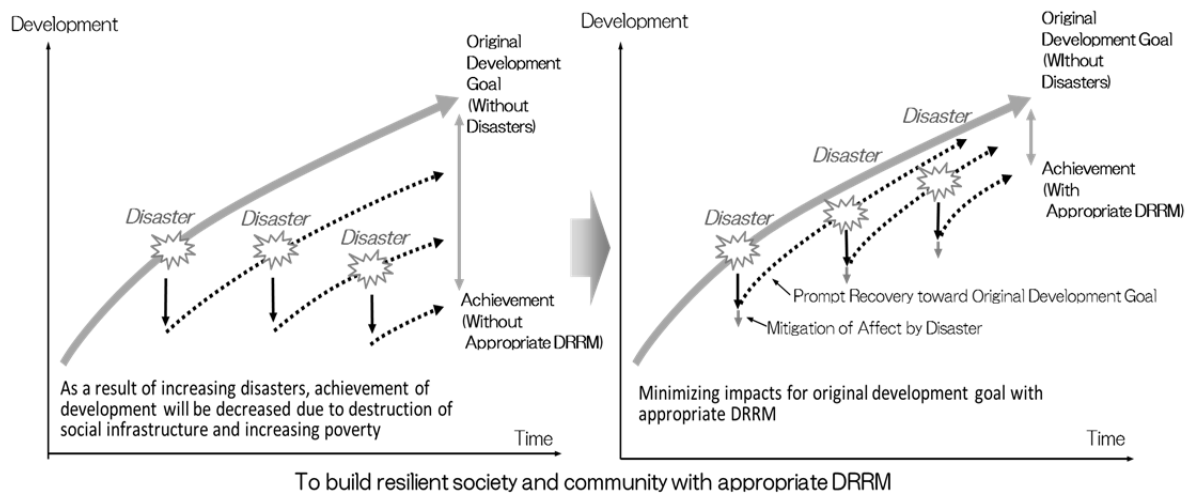 Development
Original
Development
Goal
(Without
Disasters)
Disaster
Disaster
Disaster
Achievement
(Without
Appropriate DRRM)
As a result of increasing disasters, achievement of
development will be decreased due to destruction of
social infrastructure and increasing poverty
Time
Development
Original
Development Goal
(WIthout
Disasters)
Disaster
Disaster
Disaster
Achievement
(With
Appropriate DRRM)
Prompt Recovery toward Original Development Goal
Mitigation of Affect by Disaster
Minimizing impacts for original development goal with
appropriate DRRM
Time
To build resilient society and community with appropriate DRRM